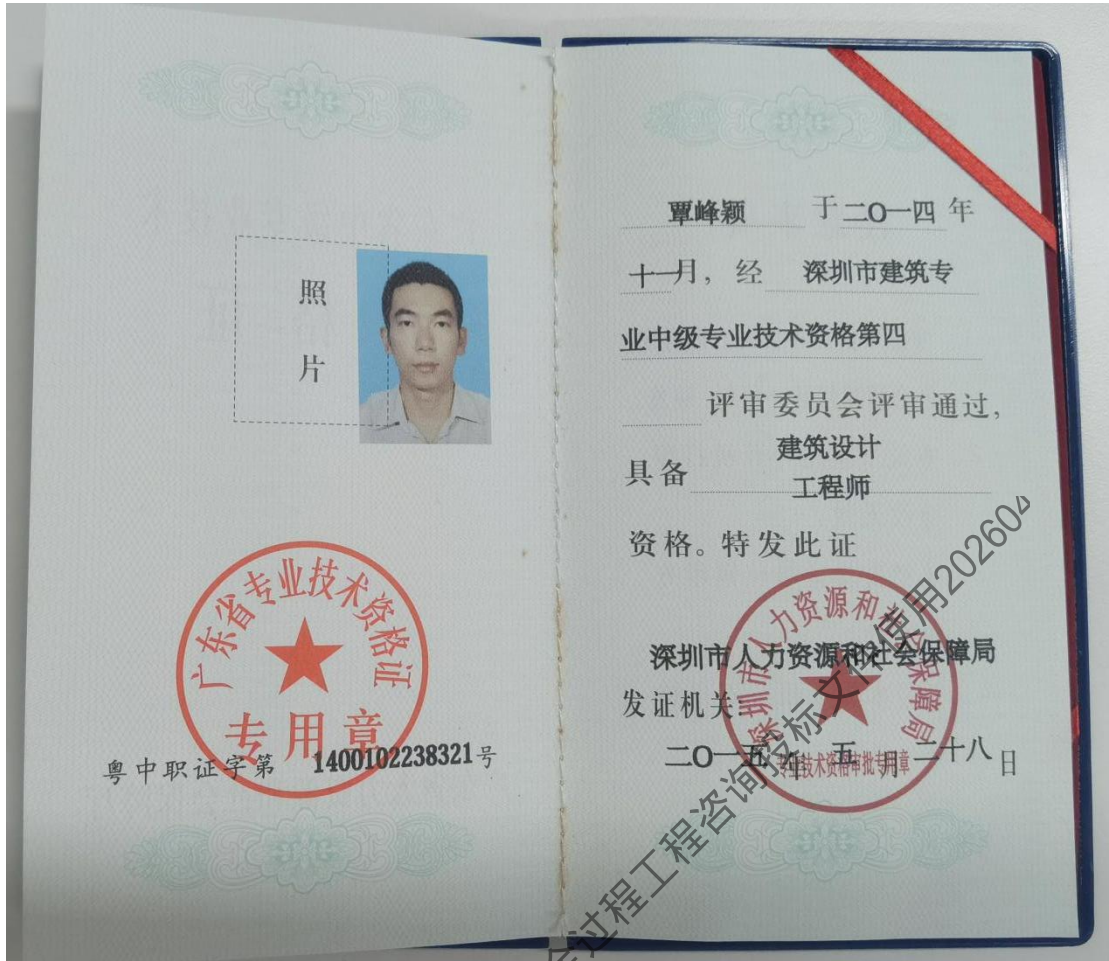 照
片
广东省专业技术资格证
专用章
粤中职证字第 1400102238321号
覃峰颖 于二O一四年
十一月，经 深圳市建筑专
业中级专业技术资格第四
评审委员会评审通过，
具备 建筑设计
工程师
资格。特发此证
深圳市人力资源和社会保障局
深圳市人力资源和社会保障局
发证机关：
二O一五年 五 月 二十八 日
专业技术资格审批专用章
全过程工程咨询投标文件使用202604